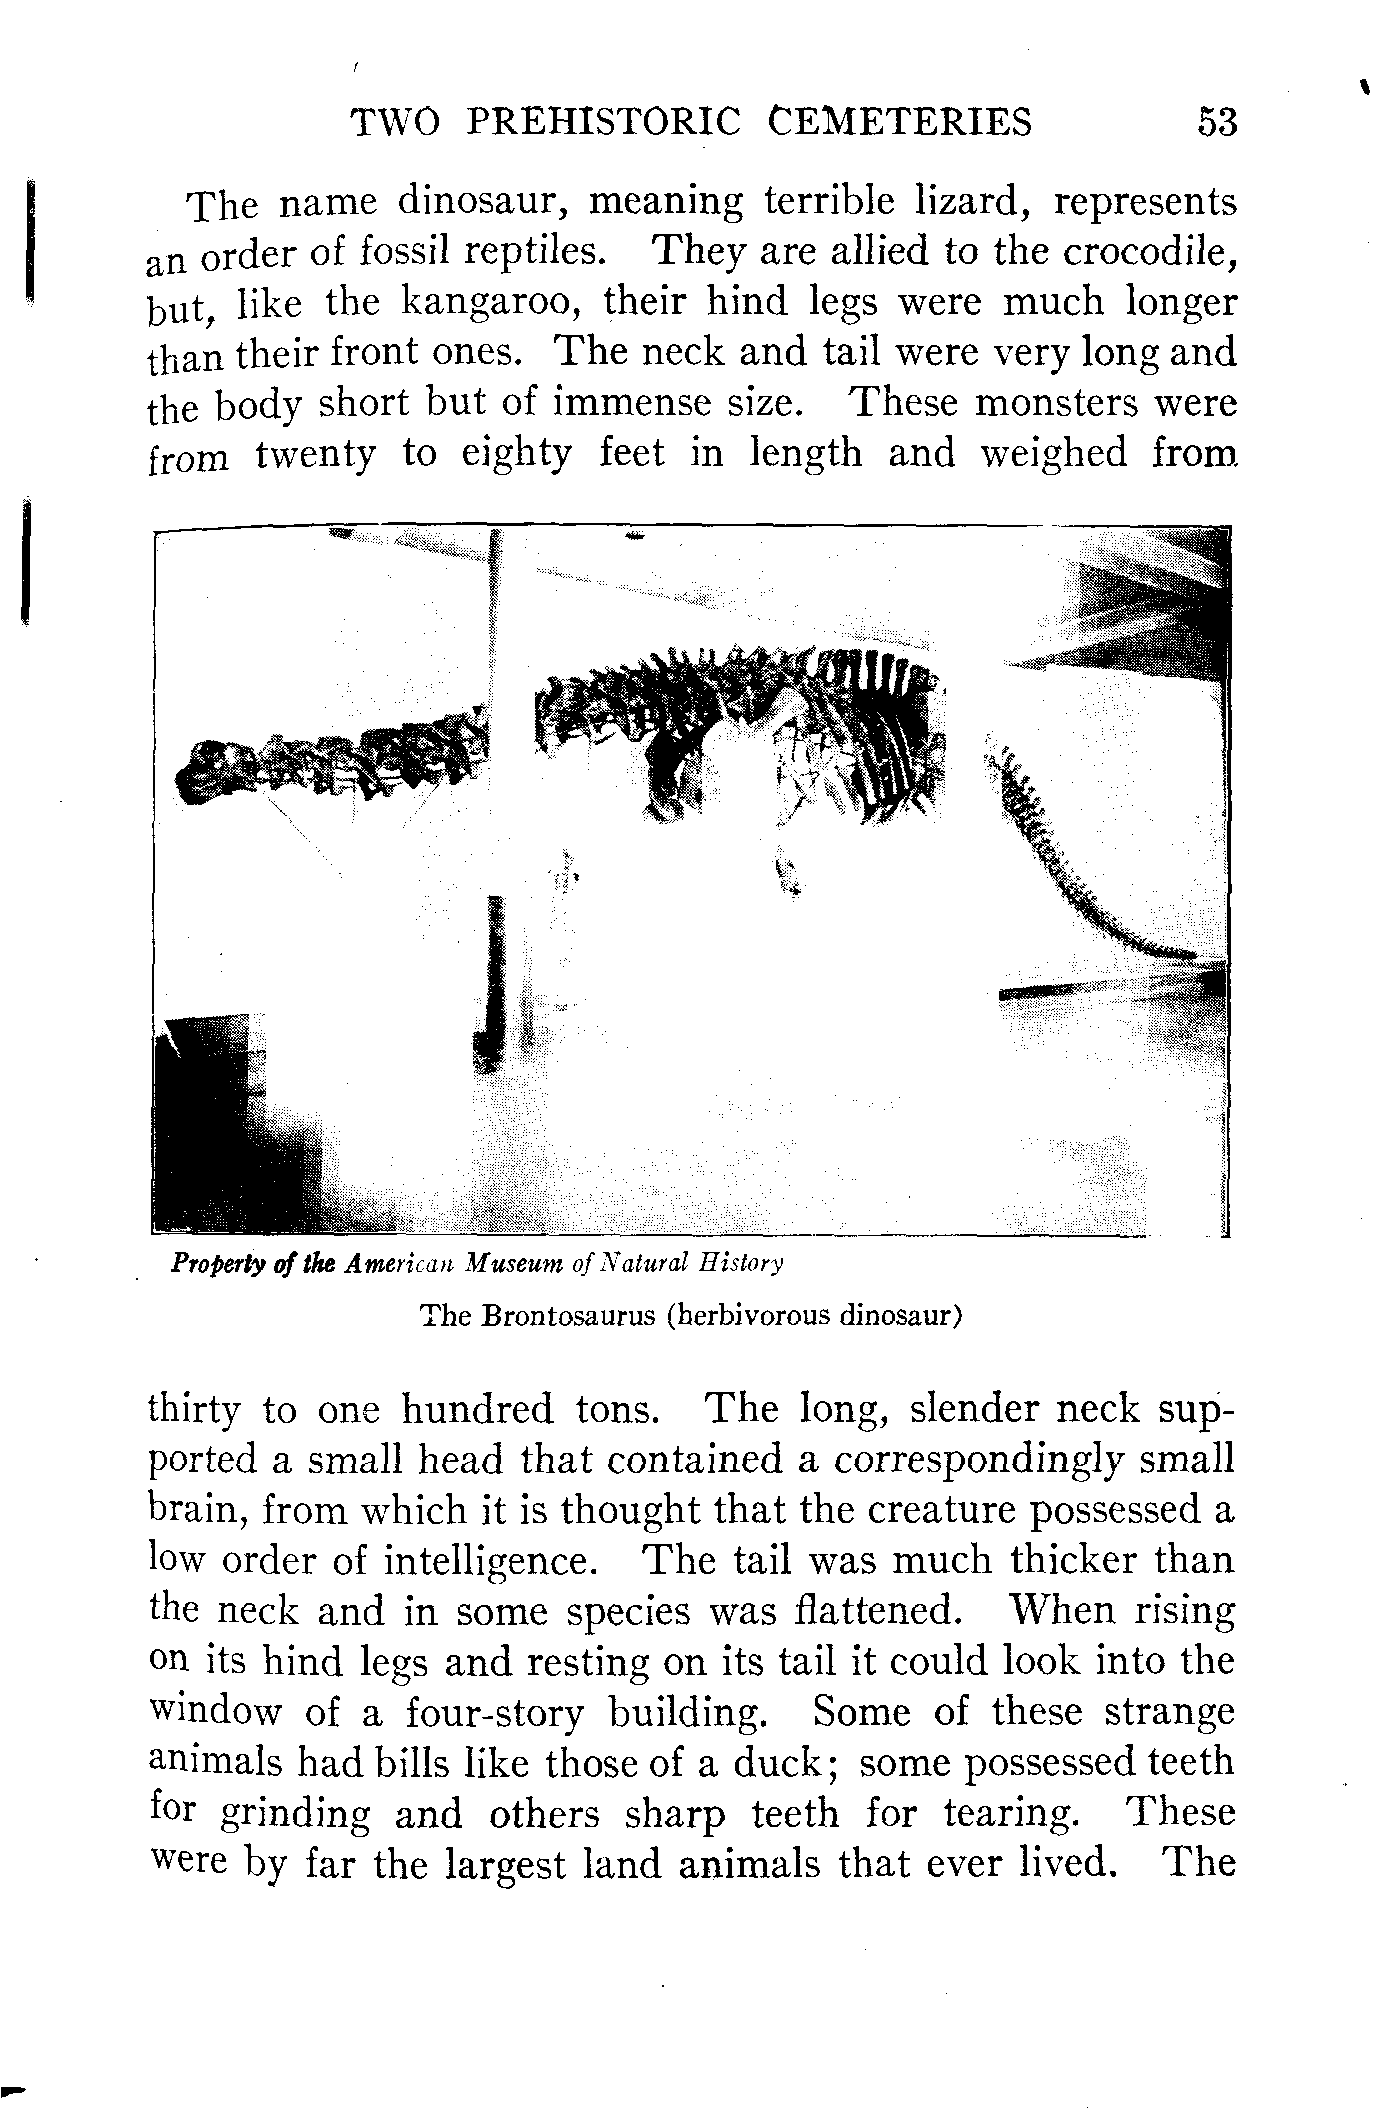 TWO PREHISTORIC CEMETERIES 53
The name dinosaur, meaning terrible lizard, represents
an order of fossil reptiles. They are allied to the crocodile,
but, like the kangaroo, their hind legs were much longer
than their front ones. The neck and tail were very long and
the body short but of immense size. These monsters were
from twenty to eighty feet in length and weighed from
Property of the American Museum of Natural History
The Brontosaurus (herbivorous dinosaur)
thirty to one hundred tons. The long, slender neck sup-
ported a small head that contained a correspondingly small
brain, from which it is thought that the creature possessed a
low order of intelligence. The tail was much thicker than
the neck and in some species was flattened. When rising
on its hind legs and resting on its tail it could look into the
window of a four-story building. Some of these strange
animals had bills like those of a duck; some possessed teeth
for grinding and others sharp teeth for tearing. These
were by far the largest land animals that ever lived. The